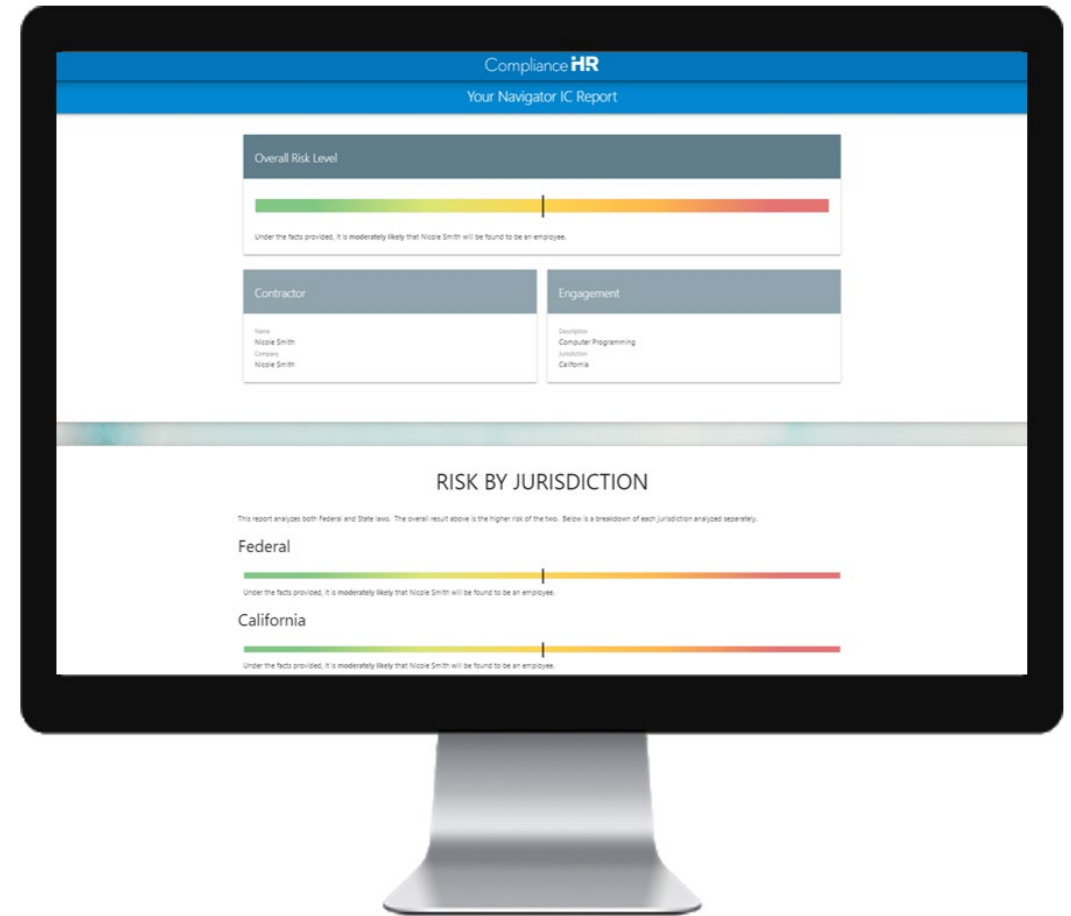 Compliance HR
Your Navigator IC Report
Overall Risk Level
Under the facts provided, it is moderately likely that Nicole Smith will be found to be an employee.
Contractor
Name
Nicole Smith
Company
Nicole Smith
Engagement
Description
Computer Programming
Jurisdiction
California
RISK BY JURISDICTION
This report analyzes both Federal and State laws. The overall result above is the higher risk of the two. Below is a breakdown of each jurisdiction analyzed separately.
Federal
Under the facts provided, it is moderately likely that Nicole Smith will be found to be an employee.
California
Under the facts provided, it is moderately likely that Nicole Smith will be found to be an employee.